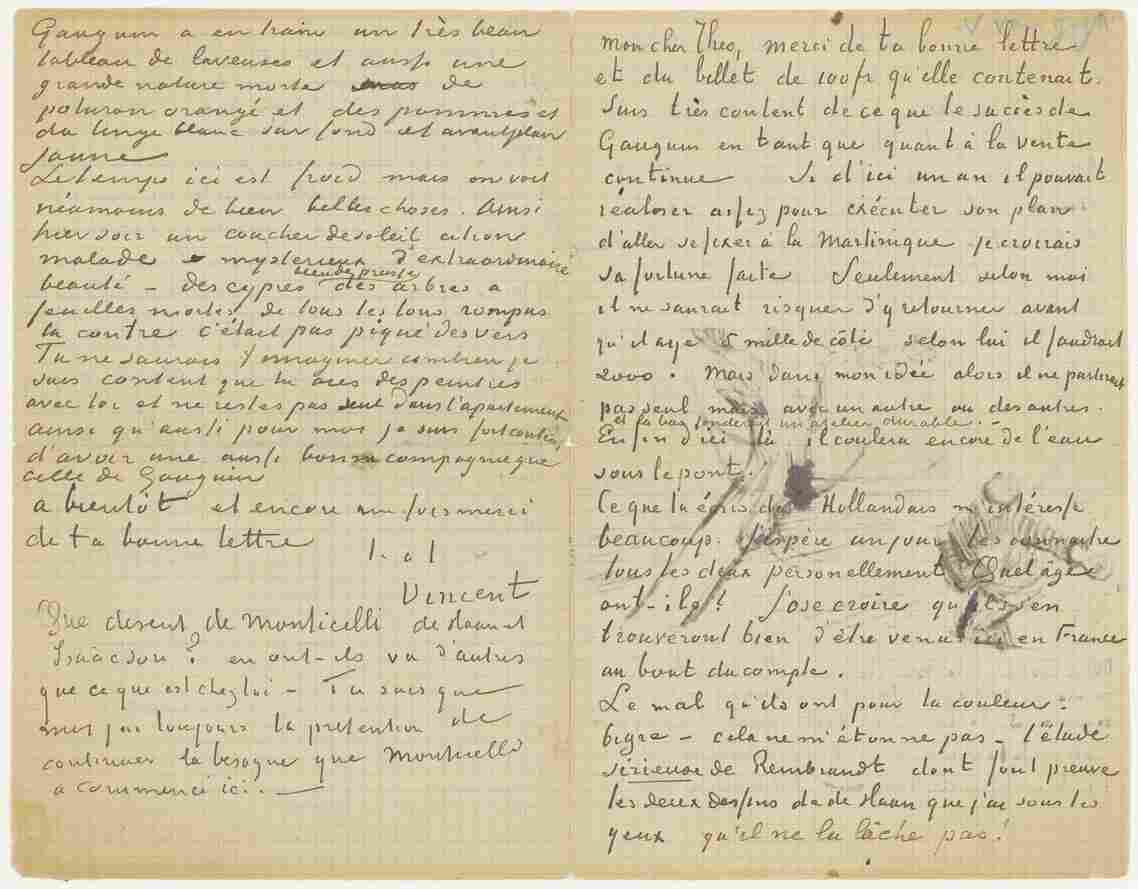 mon cher Theo, merci de ta bonne lettre
et du billet de 100 fr qu'elle contenait.
Suis très content de ce que le succès de
Gauguin en tant que quant à la vente
continue Si d'ici un an il pouvait
réaliser assez pour exécuter son plan
d'aller se fixer à la Martinique je croirais
sa fortune faite Seulement selon moi
il ne saurait risquer d'y retourner avant
qu'il aye 5 mille de côté selon lui il faudrait
2000. Mais dans mon idée alors il ne partirait
pas seul mais avec un autre ou des autres.
et là bas fonderait un atelier durable. –
Enfin d'ici là il coulera encore de l'eau
sous le pont.
Ce que tu écris des Hollandais m'intéresse
beaucoup. J'espère un jour les connaitre
tous les deux personellement Quel âge
ont-ils? J'ose croire qu'ils s'en
trouveront bien d'être venus ici en France
au bout du compte.
Le mal qu'ils ont pour la couleur:
bigre – cela ne m'étonne pas – l'étude
sérieuse de Rembrandt dont font preuve
les deux dessins de de Haan que j'ai sous les
yeux qu'il ne la lâche pas!
Gauguin a en train un très beau
tableau de laveuses et aussi une
grande nature morte de
potiron orangé et des pommes et
du linge blanc sur fond et avant plan
jaune
Le temps ici est froid mais on voit
néamoins de bien belles choses. Ainsi
hier soir un coucher de soleil citron
malade mysterieux d'extraordinaire
beauté – des cypres bleu de prusse des arbres a
feuilles mortes de tous les tons rompus
la contre c'était pas piqué des vers
Tu ne saurais t'immaginer combien je
suis content que tu aies des peintres
avec toi et ne restes pas seul dans l'apartement
ainsi qu'aussi pour moi je suis fort content
d'avoir une aussi bonne compagnie que
celle de Gauguin
a bientôt et encore une fois merci
de ta bonne lettre
t. a t
Vincent
Que devient de Monticelli de Haan et
Isaäcson? en ont-ils vu d'autres
que ce que est chez toi – Tu sais que
moi j'ai toujours la prétention de
continuer la besogne que Monticelli
a commencé ici. –